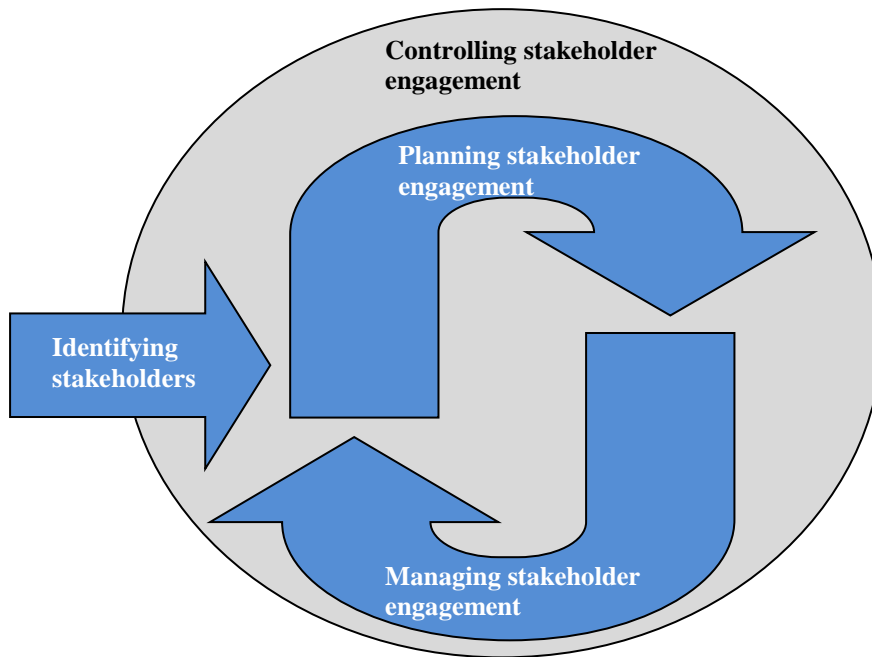 Controlling stakeholder
engagement
Planning stakeholder
engagement
Identifying
stakeholders
Managing stakeholder
engagement